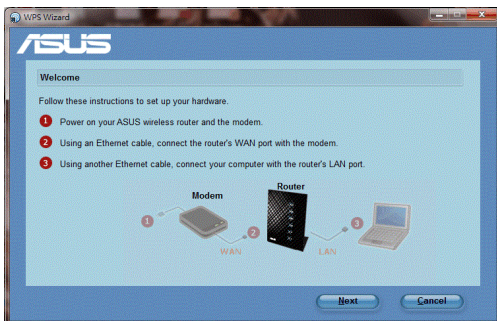 WPS Wizard
ASUS
Welcome
Follow these instructions to set up your hardware.
1 Power on your ASUS wireless router and the modem.
2 Using an Ethernet cable, connect the router's WAN port with the modem.
3 Using another Ethernet cable, connect your computer with the router's LAN port.
Modem
Router
1
2
3
WAN
LAN
Next
Cancel